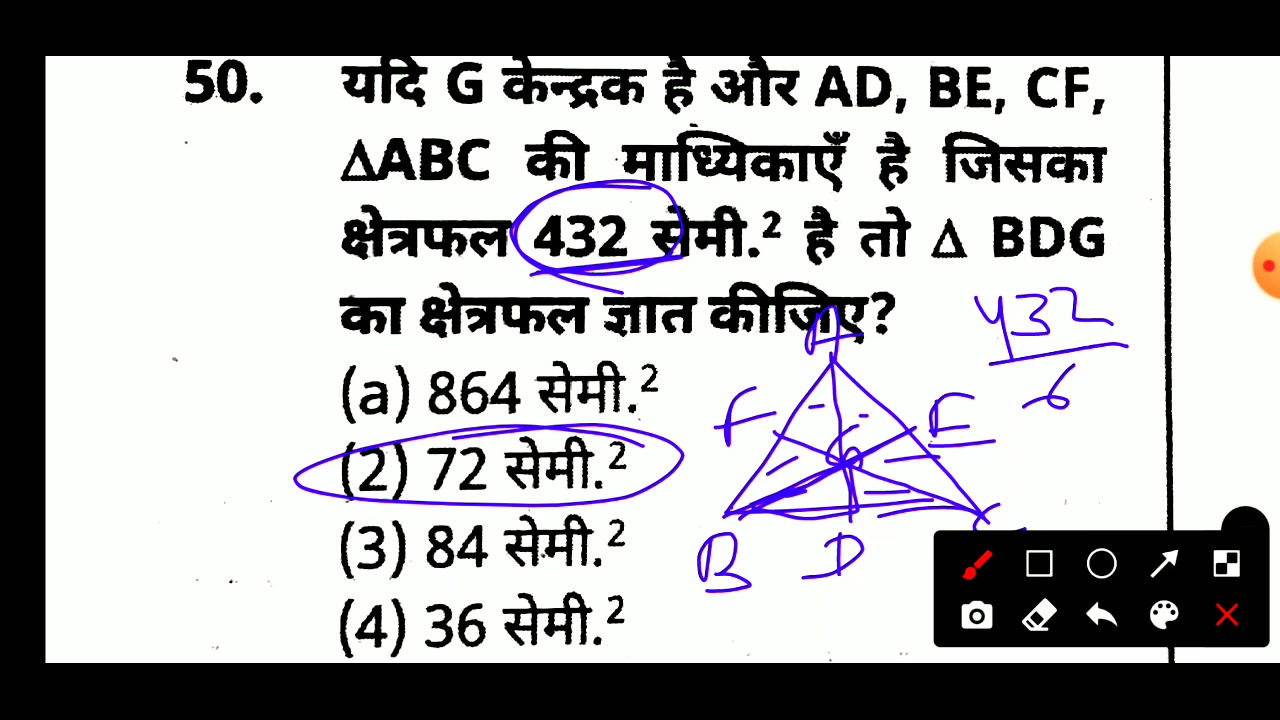 50. यदि G केन्द्रक है और AD, BE, CF,
ΔABC की माध्यिकाएँ है जिसका
क्षेत्रफल 432 सेमी.² है तो Δ BDG
का क्षेत्रफल ज्ञात कीजिए?
432
6
(a) 864 सेमी.²
(2) 72 सेमी.²
(3) 84 सेमी.²
(4) 36 सेमी.²
A
F
E
G
B
D